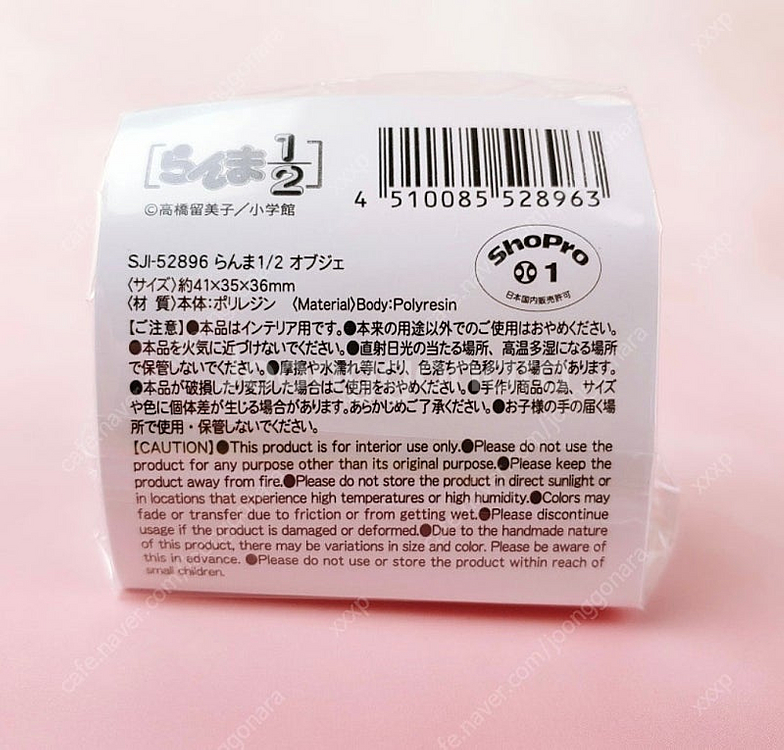 [らんま1/2]
©高橋留美子／小学館
4 510085 528963
ShoPro
1
日本国内販売許可
SJI-52896 らんま1/2 オブジェ
〈サイズ〉約41×35×36mm
〈材 質〉本体：ポリレジン 〈Material〉Body:Polyresin
【ご注意】●本品はインテリア用です。●本来の用途以外でのご使用はおやめください。
●本品を火気に近づけないでください。●直射日光の当たる場所、高温多湿になる場所
で保管しないでください。●摩擦や水濡れ等により、色落ちや色移りする場合があります。
●本品が破損したり変形した場合はご使用をおやめください。●手作り商品の為、サイズ
や色に個体差が生じる場合があります。あらかじめご了承ください。●お子様の手の届く場
所で使用・保管しないでください。
【CAUTION】●This product is for interior use only.●Please do not use the
product for any purpose other than its original purpose.●Please keep the
product away from fire.●Please do not store the product in direct sunlight or
in locations that experience high temperatures or high humidity.●Colors may
fade or transfer due to friction or from getting wet.●Please discontinue
usage if the product is damaged or deformed.●Due to the handmade nature
of this product, there may be variations in size and color. Please be aware of
this in advance. ●Please do not use or store the product within reach of
small children.
cafe.naver.com/joonggonara
xxxp